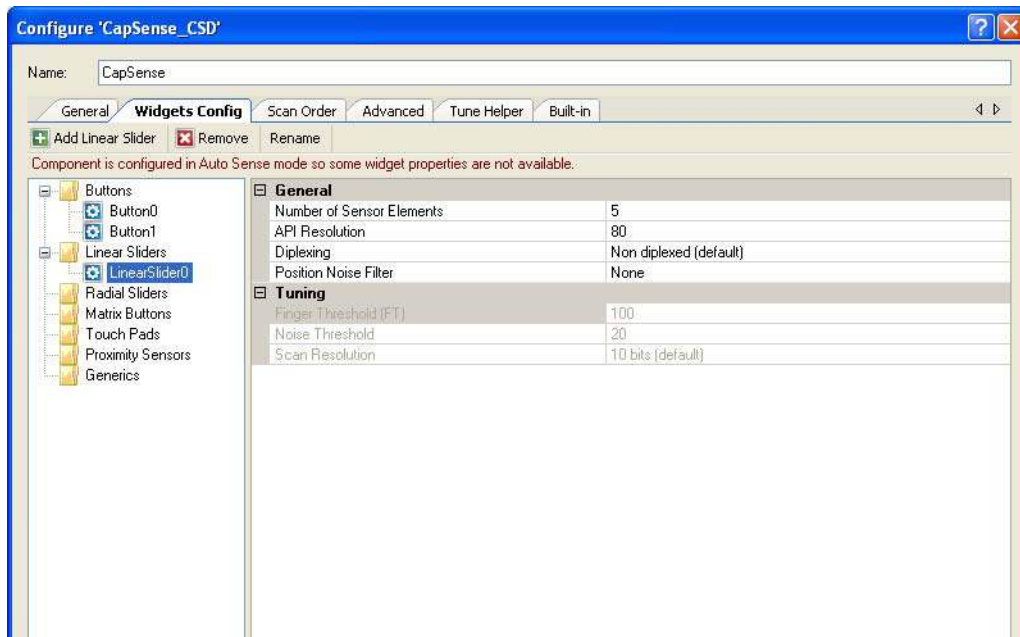 Configure 'CapSense_CSD'
Name: CapSense
General Widgets Config Scan Order Advanced Tune Helper Built-in
Add Linear Slider Remove Rename
Component is configured in Auto Sense mode so some widget properties are not available.
Buttons
Button0
Button1
Linear Sliders
LinearSlider0
Radial Sliders
Matrix Buttons
Touch Pads
Proximity Sensors
Generics
General
Number of Sensor Elements 5
API Resolution 80
Diplexing Non diplexed (default)
Position Noise Filter None
Tuning
Finger Threshold (FT) 100
Noise Threshold 20
Scan Resolution 10 bits (default)